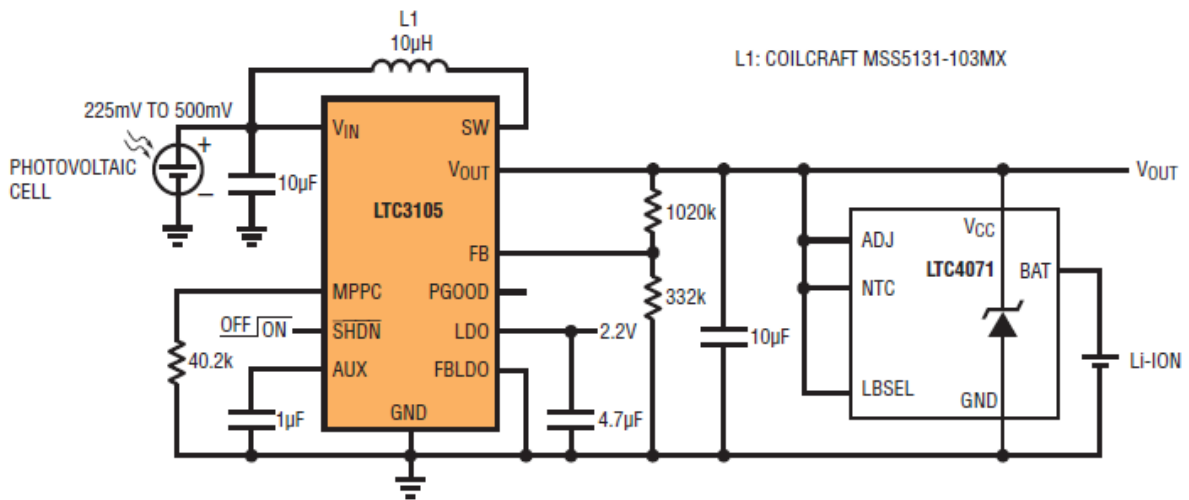 L1
10µH
L1: COILCRAFT MSS5131-103MX
225mV TO 500mV
VIN
SW
+
PHOTOVOLTAIC
CELL
–
10µF
VOUT
VOUT
LTC3105
1020k
VCC
ADJ
LTC4071
FB
BAT
NTC
MPPC
PGOOD
332k
OFF ON
SHDN
LDO
2.2V
10µF
40.2k
AUX
FBLDO
Li-ION
LBSEL
GND
GND
1µF
4.7µF